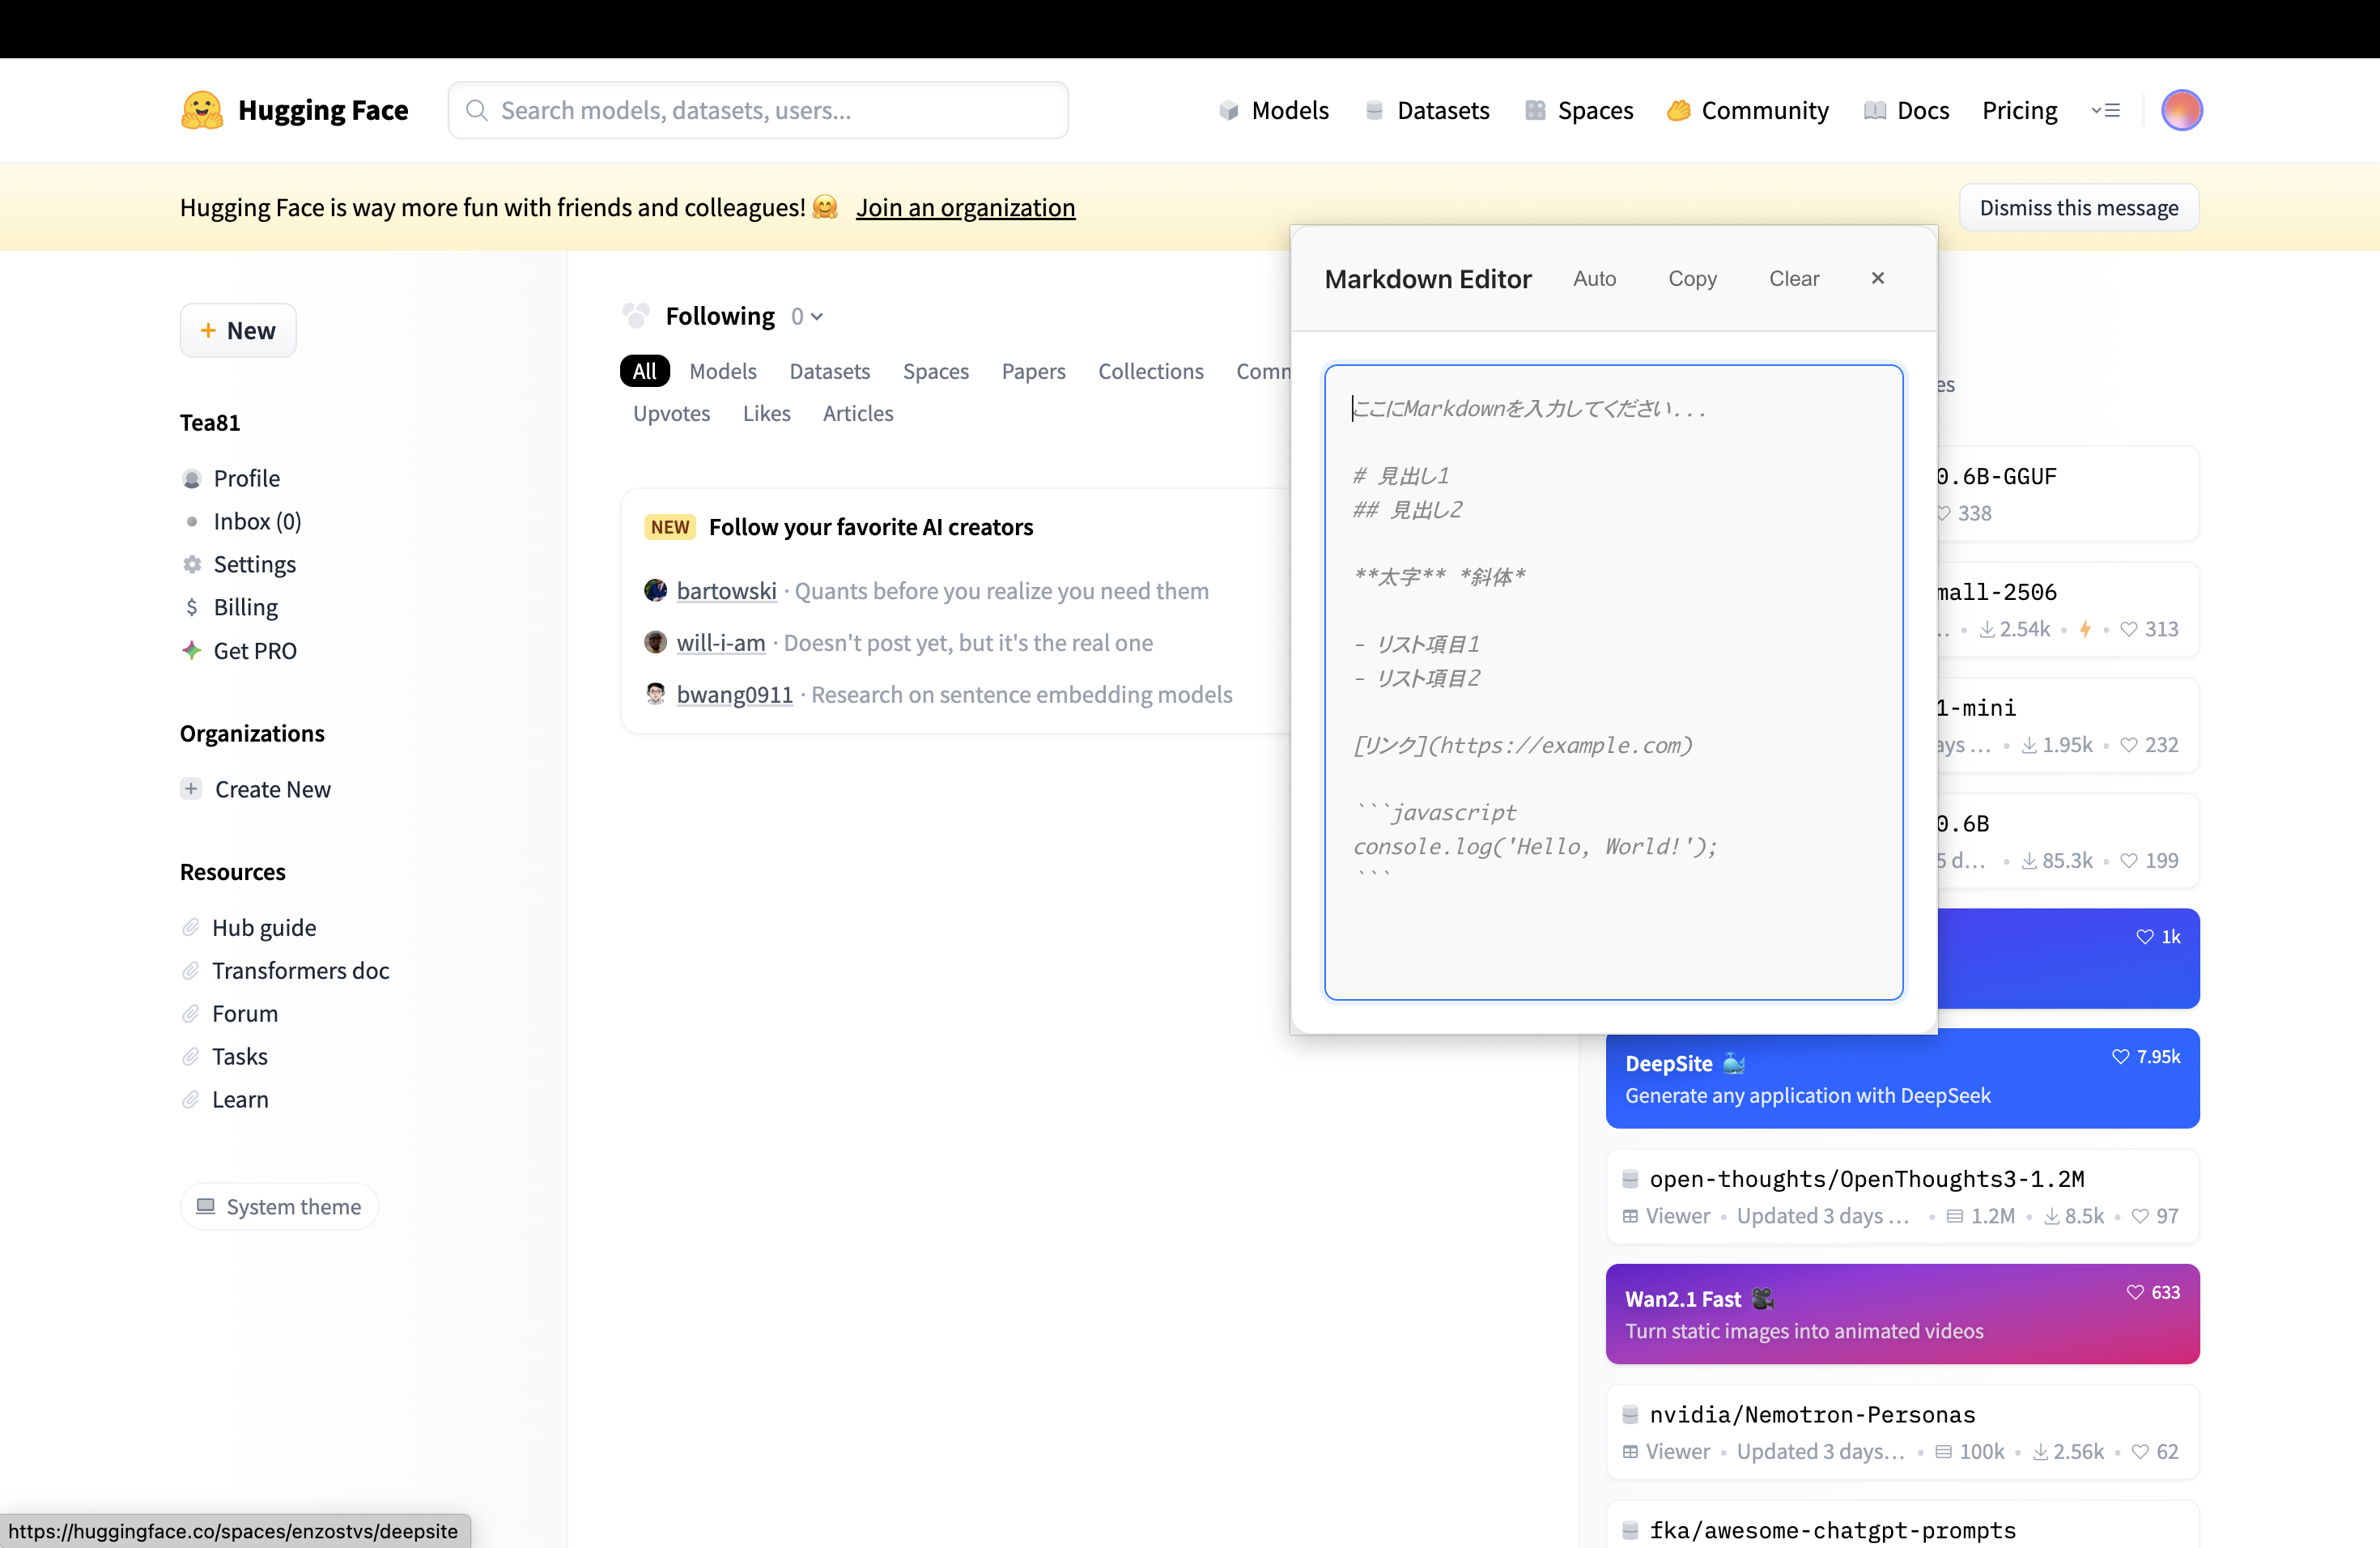 Hugging Face
Search models, datasets, users...
Models
Datasets
Spaces
Community
Docs
Pricing
Hugging Face is way more fun with friends and colleagues! 🤗 Join an organization
Dismiss this message
+ New
Tea81
Profile
Inbox (0)
Settings
$ Billing
Get PRO
Organizations
+ Create New
Resources
Hub guide
Transformers doc
Forum
Tasks
Learn
System theme
Following 0
All Models Datasets Spaces Papers Collections
Upvotes Likes Articles
NEW Follow your favorite AI creators
bartowski · Quants before you realize you need them
will-i-am · Doesn't post yet, but it's the real one
bwang0911 · Research on sentence embedding models
Markdown Editor Auto Copy Clear ×
ここにMarkdownを入力してください...
# 見出し1
## 見出し2
**太字** *斜体*
- リスト項目1
- リスト項目2
[リンク](https://example.com)
```javascript
console.log('Hello, World!');
```
0.6B-GGUF
338
mall-2506
2.54k • 313
1-mini
ays ... • 1.95k • 232
0.6B
5 d... • 85.3k • 199
1k
DeepSite 🐳 7.95k
Generate any application with DeepSeek
open-thoughts/OpenThoughts3-1.2M
Viewer • Updated 3 days ... • 1.2M • 8.5k • 97
Wan2.1 Fast 🎥 633
Turn static images into animated videos
nvidia/Nemotron-Personas
Viewer • Updated 3 days... • 100k • 2.56k • 62
fka/awesome-chatgpt-prompts
https://huggingface.co/spaces/enzostvs/deepsite